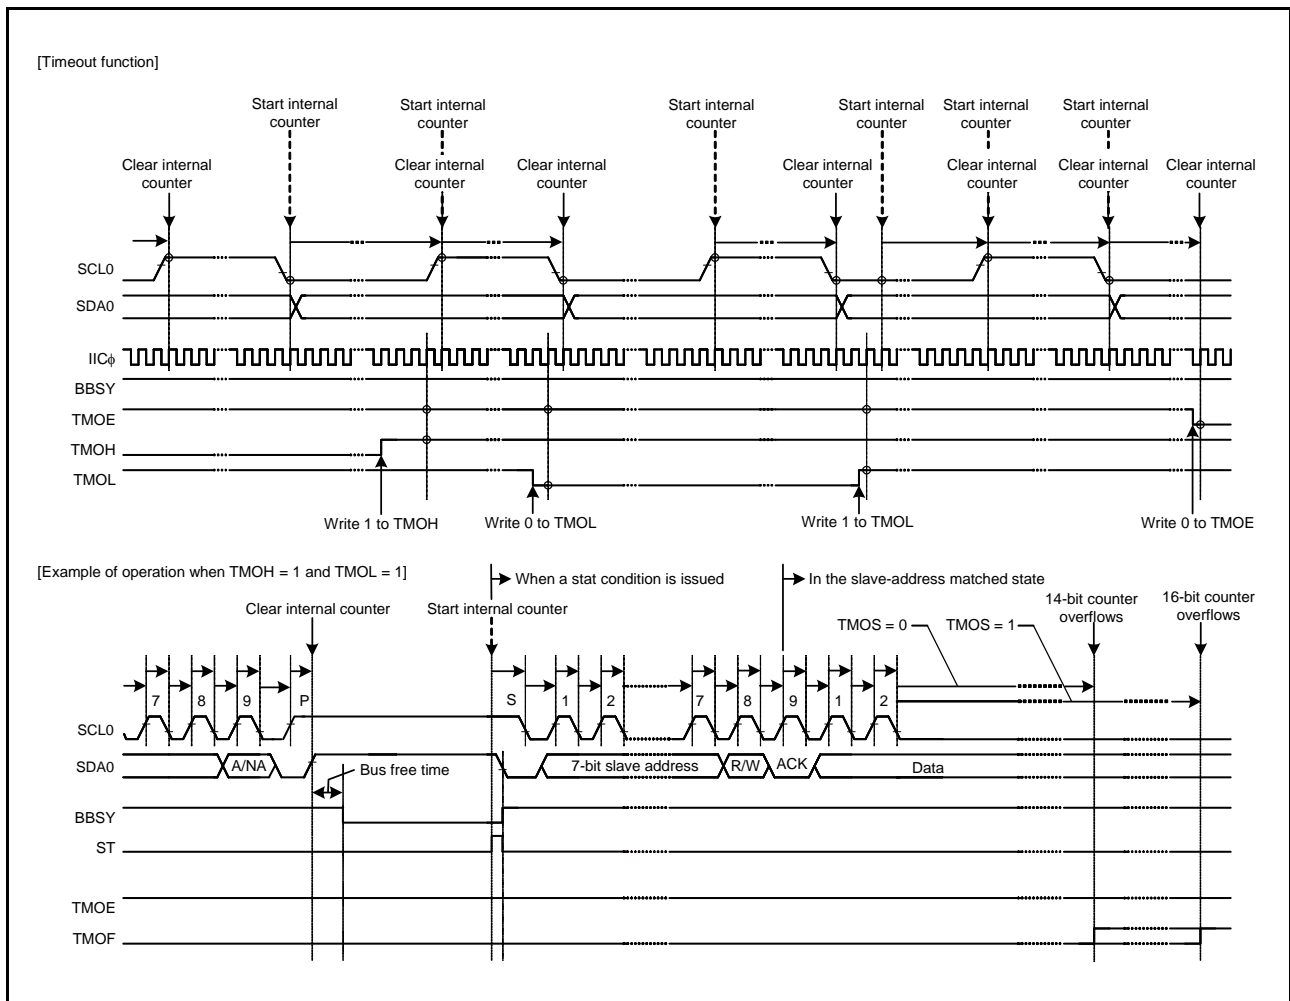 [Timeout function]
Start internal counter
Start internal counter
Start internal counter
Start internal counter
Start internal counter
Start internal counter
Clear internal counter
Clear internal counter
Clear internal counter
Clear internal counter
Clear internal counter
Clear internal counter
Clear internal counter
SCL0
SDA0
IICϕ
BBSY
TMOE
TMOH
TMOL
Write 1 to TMOH
Write 0 to TMOL
Write 1 to TMOL
Write 0 to TMOE
[Example of operation when TMOH = 1 and TMOL = 1]
When a stat condition is issued
In the slave-address matched state
Clear internal counter
Start internal counter
14-bit counter overflows
16-bit counter overflows
TMOS = 0
TMOS = 1
7 8 9 P S 1 2 7 8 9 1 2
SCL0
SDA0
A/NA
Bus free time
7-bit slave address
R/W
ACK
Data
BBSY
ST
TMOE
TMOF